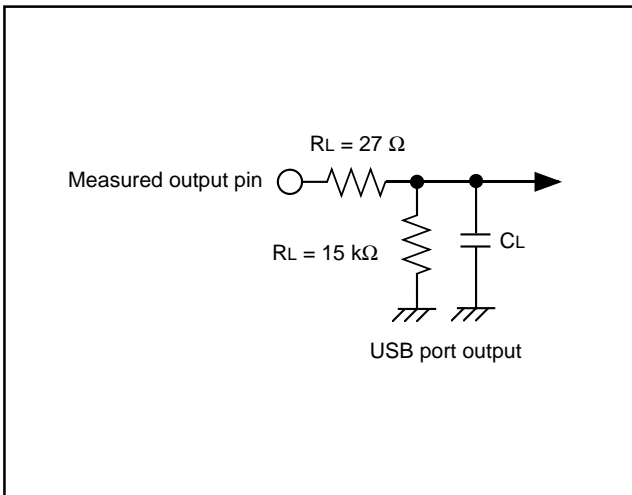 RL = 27 Ω
Measured output pin
RL = 15 kΩ
CL
USB port output